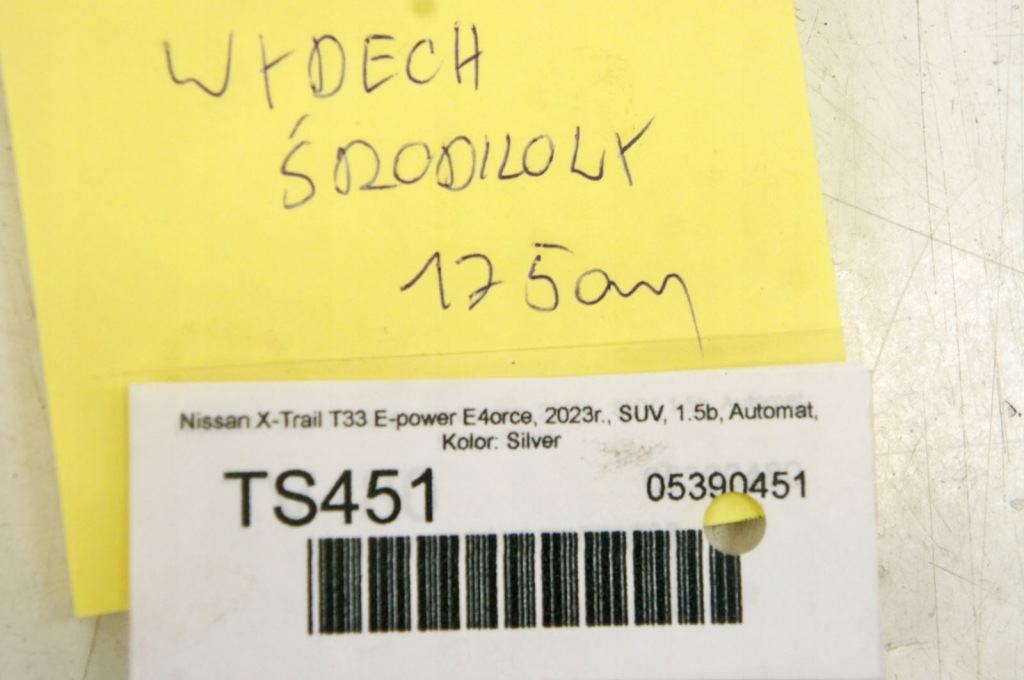 WYDECH
ŚRODKOWY
175cm
Nissan X-Trail T33 E-power E4orce, 2023r., SUV, 1.5b, Automat,
Kolor: Silver
TS451
05390451